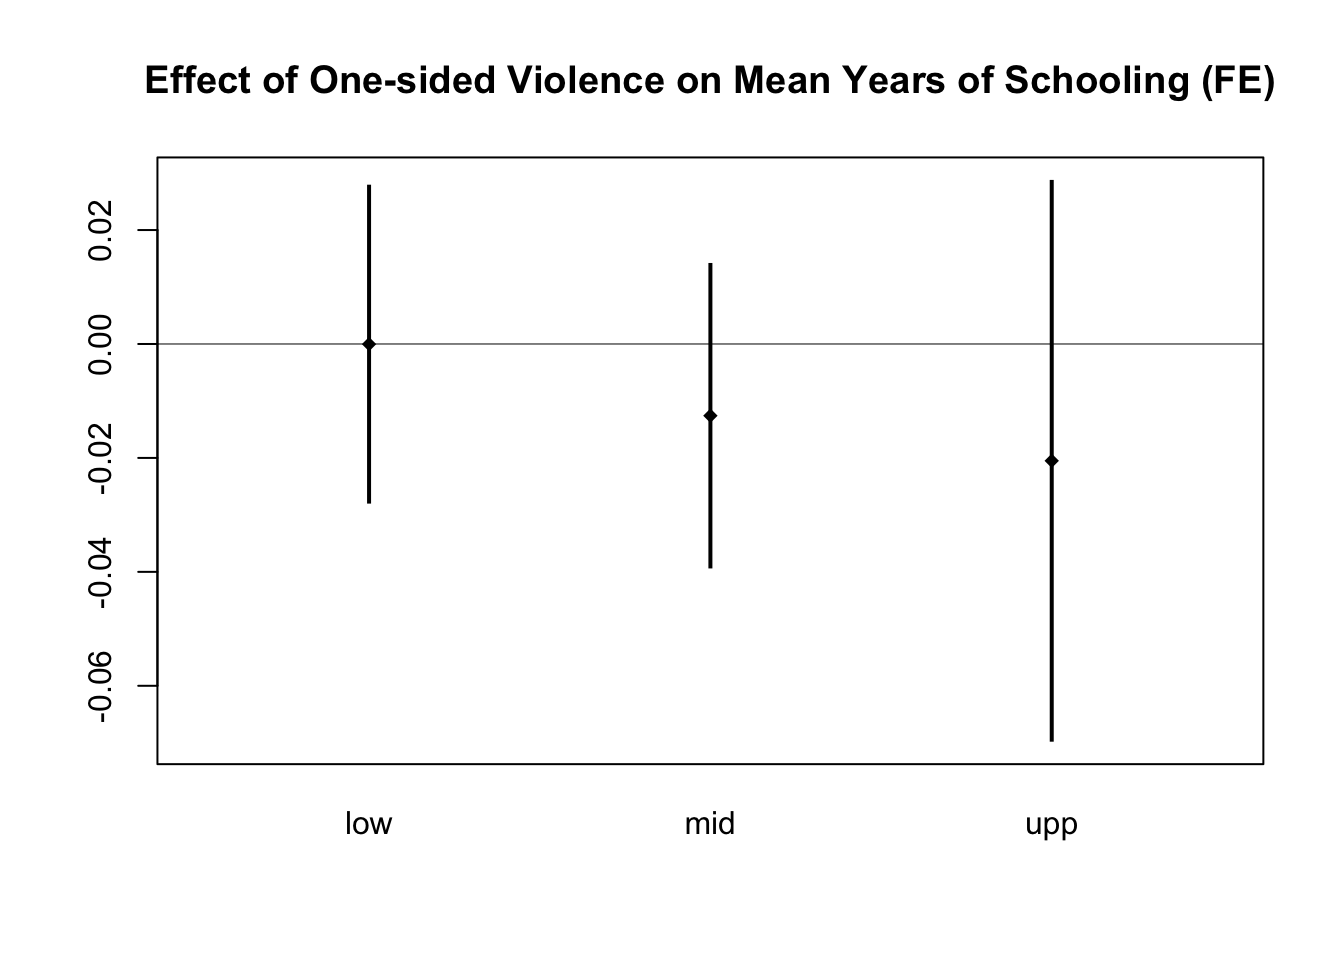 Effect of One-sided Violence on Mean Years of Schooling (FE)
0.02
0.00
-0.02
-0.04
-0.06
low mid upp